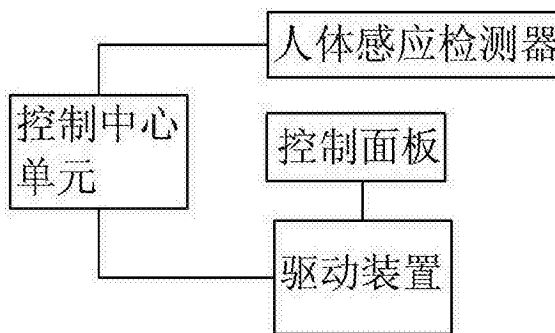 人体感应检测器
控制中心
单元
控制面板
驱动装置